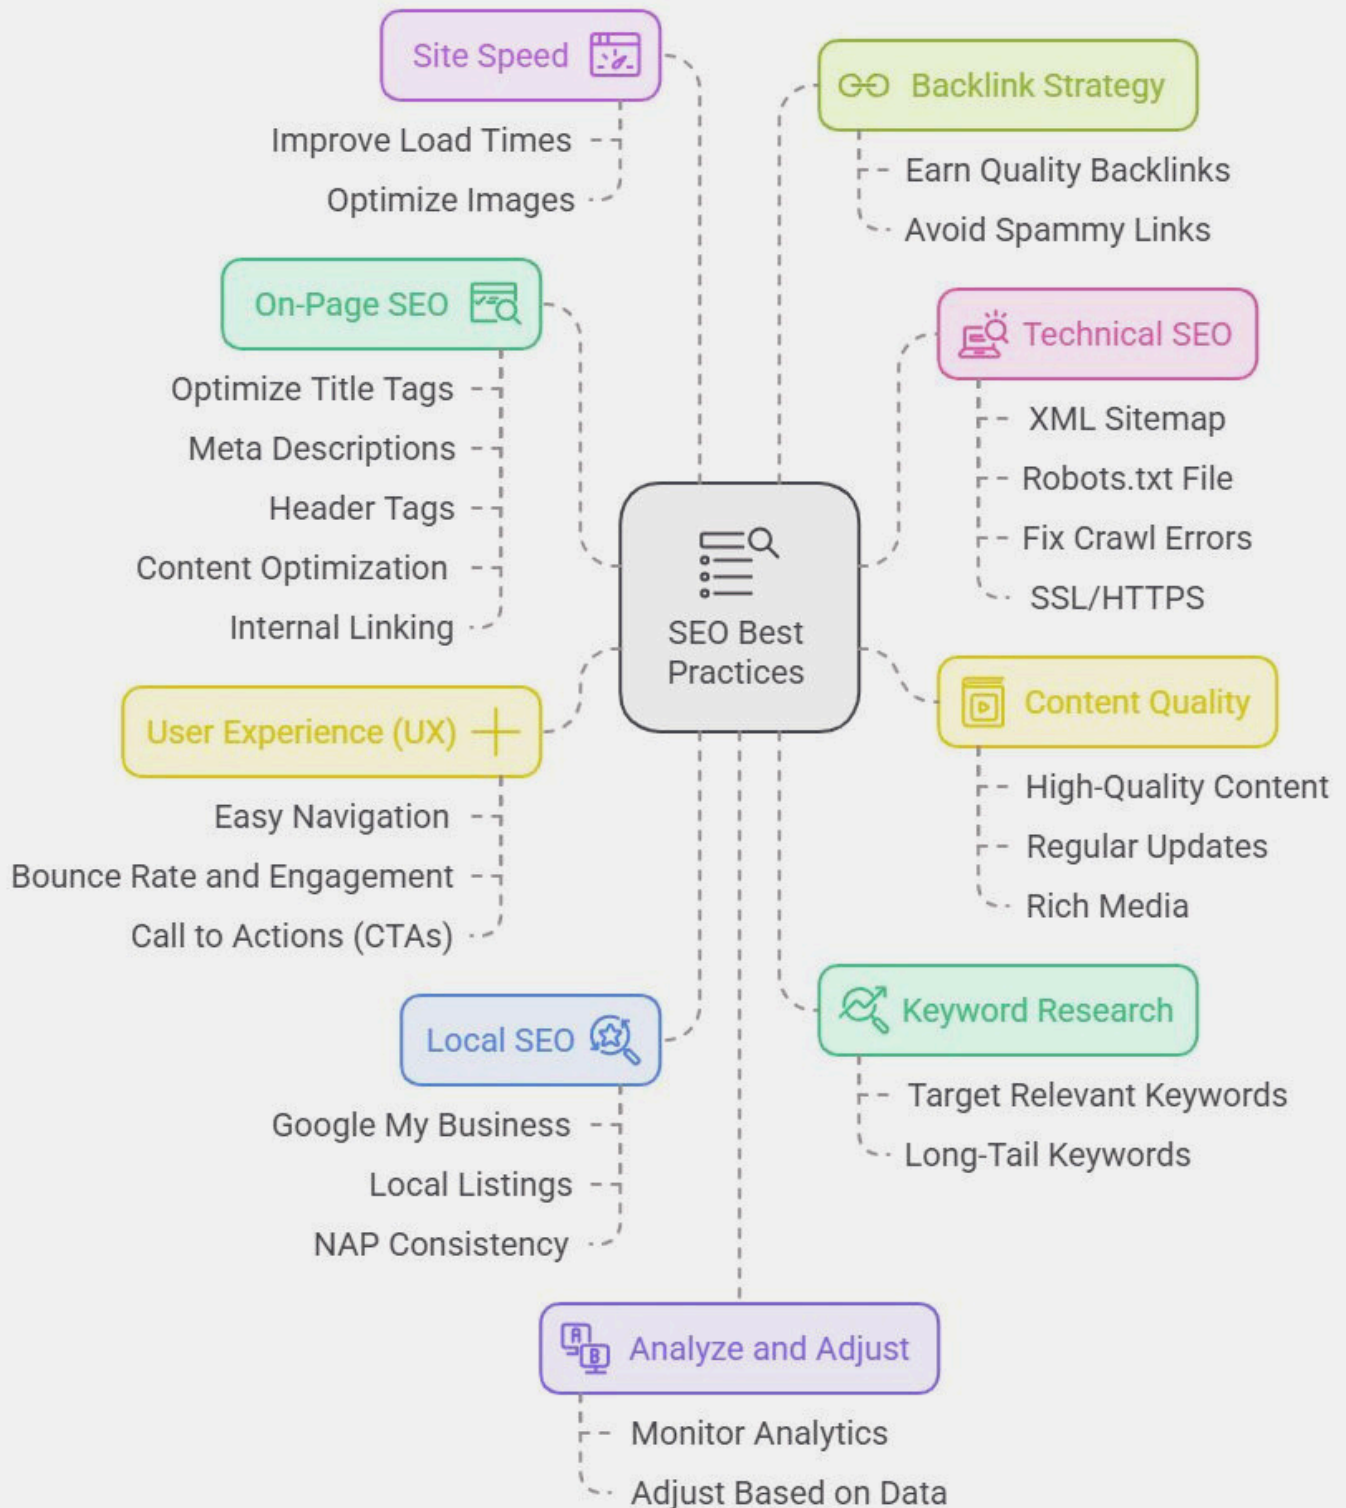 Site Speed
Improve Load Times
Optimize Images
Backlink Strategy
Earn Quality Backlinks
Avoid Spammy Links
On-Page SEO
Optimize Title Tags
Meta Descriptions
Header Tags
Content Optimization
Internal Linking
Technical SEO
XML Sitemap
Robots.txt File
Fix Crawl Errors
SSL/HTTPS
SEO Best
Practices
User Experience (UX)
Easy Navigation
Bounce Rate and Engagement
Call to Actions (CTAs)
Content Quality
High-Quality Content
Regular Updates
Rich Media
Local SEO
Google My Business
Local Listings
NAP Consistency
Keyword Research
Target Relevant Keywords
Long-Tail Keywords
A
B
Analyze and Adjust
Monitor Analytics
Adjust Based on Data